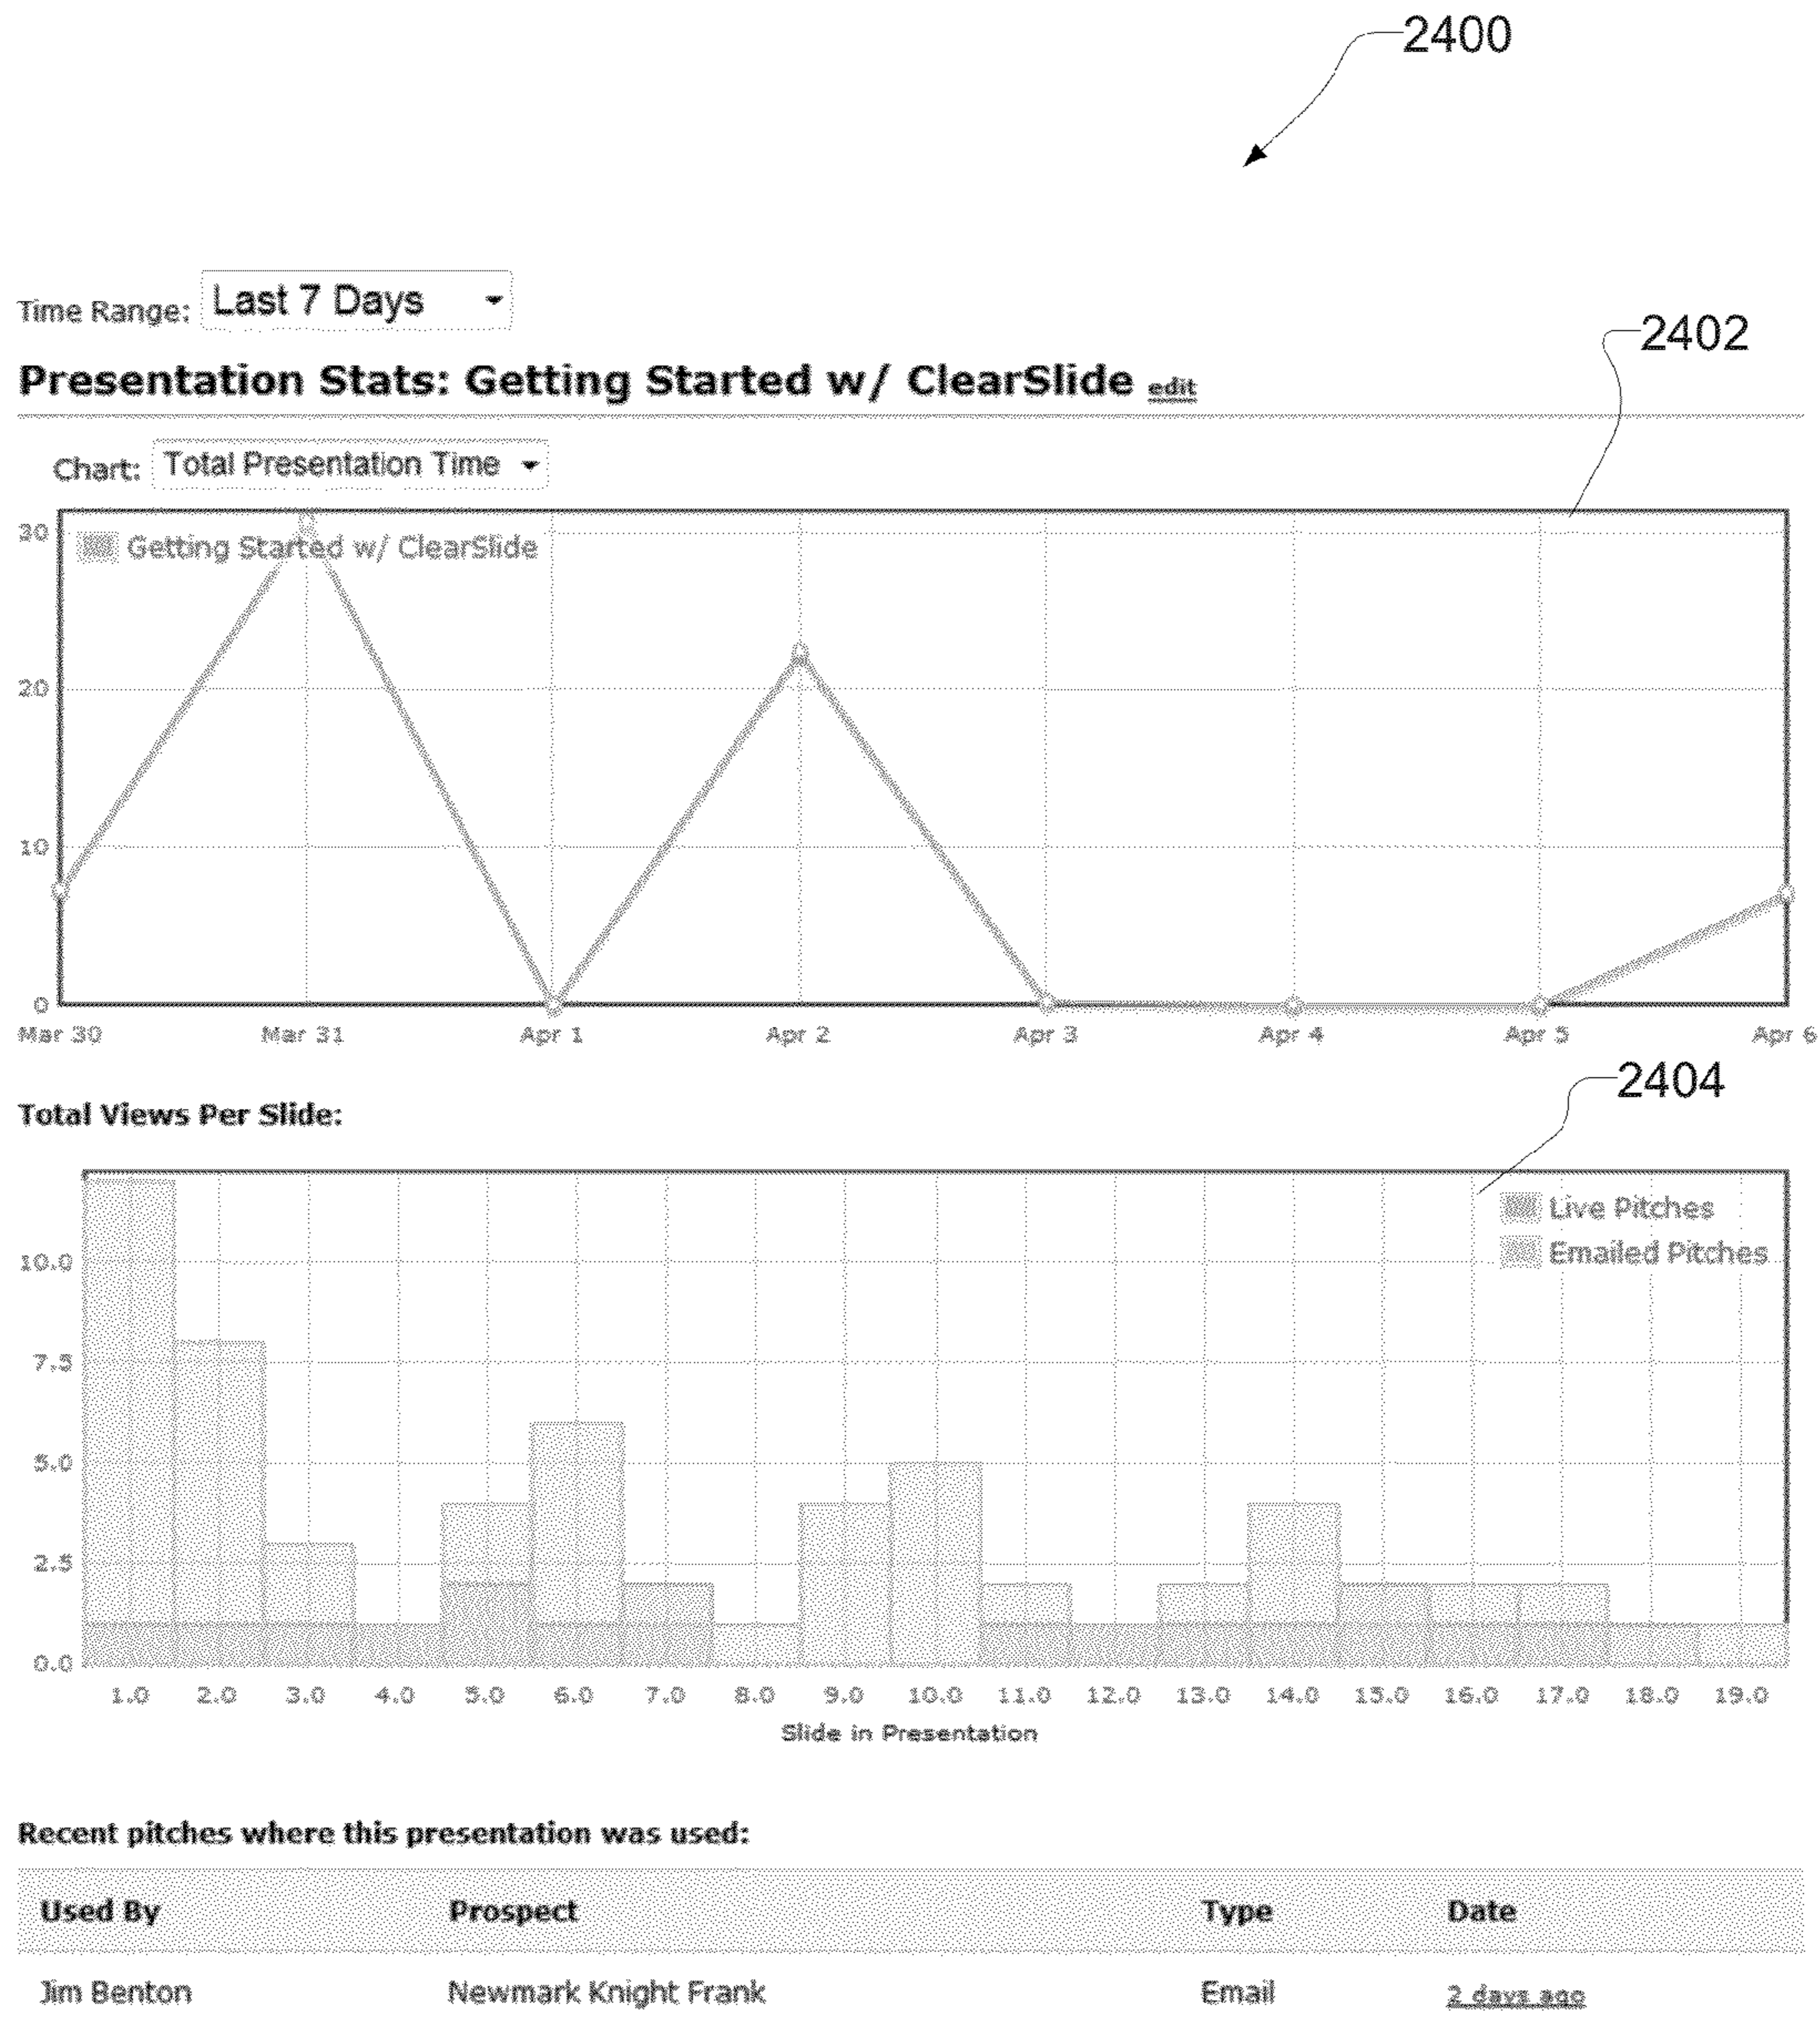 2400
Time Range: Last 7 Days
2402
Presentation Stats: Getting Started w/ ClearSlide edit
Chart: Total Presentation Time
30
Getting Started w/ ClearSlide
20
10
0
Mar 30 Mar 31 Apr 1 Apr 2 Apr 3 Apr 4 Apr 5 Apr 6
2404
Total Views Per Slide:
Live Pitches
Emailed Pitches
10.0
7.5
5.0
2.5
0.0
1.0 2.0 3.0 4.0 5.0 6.0 7.0 8.0 9.0 10.0 11.0 12.0 13.0 14.0 15.0 16.0 17.0 18.0 19.0
Slide in Presentation
Recent pitches where this presentation was used:
Used By Prospect Type Date
Jim Benton Newmark Knight Frank Email 2 days ago